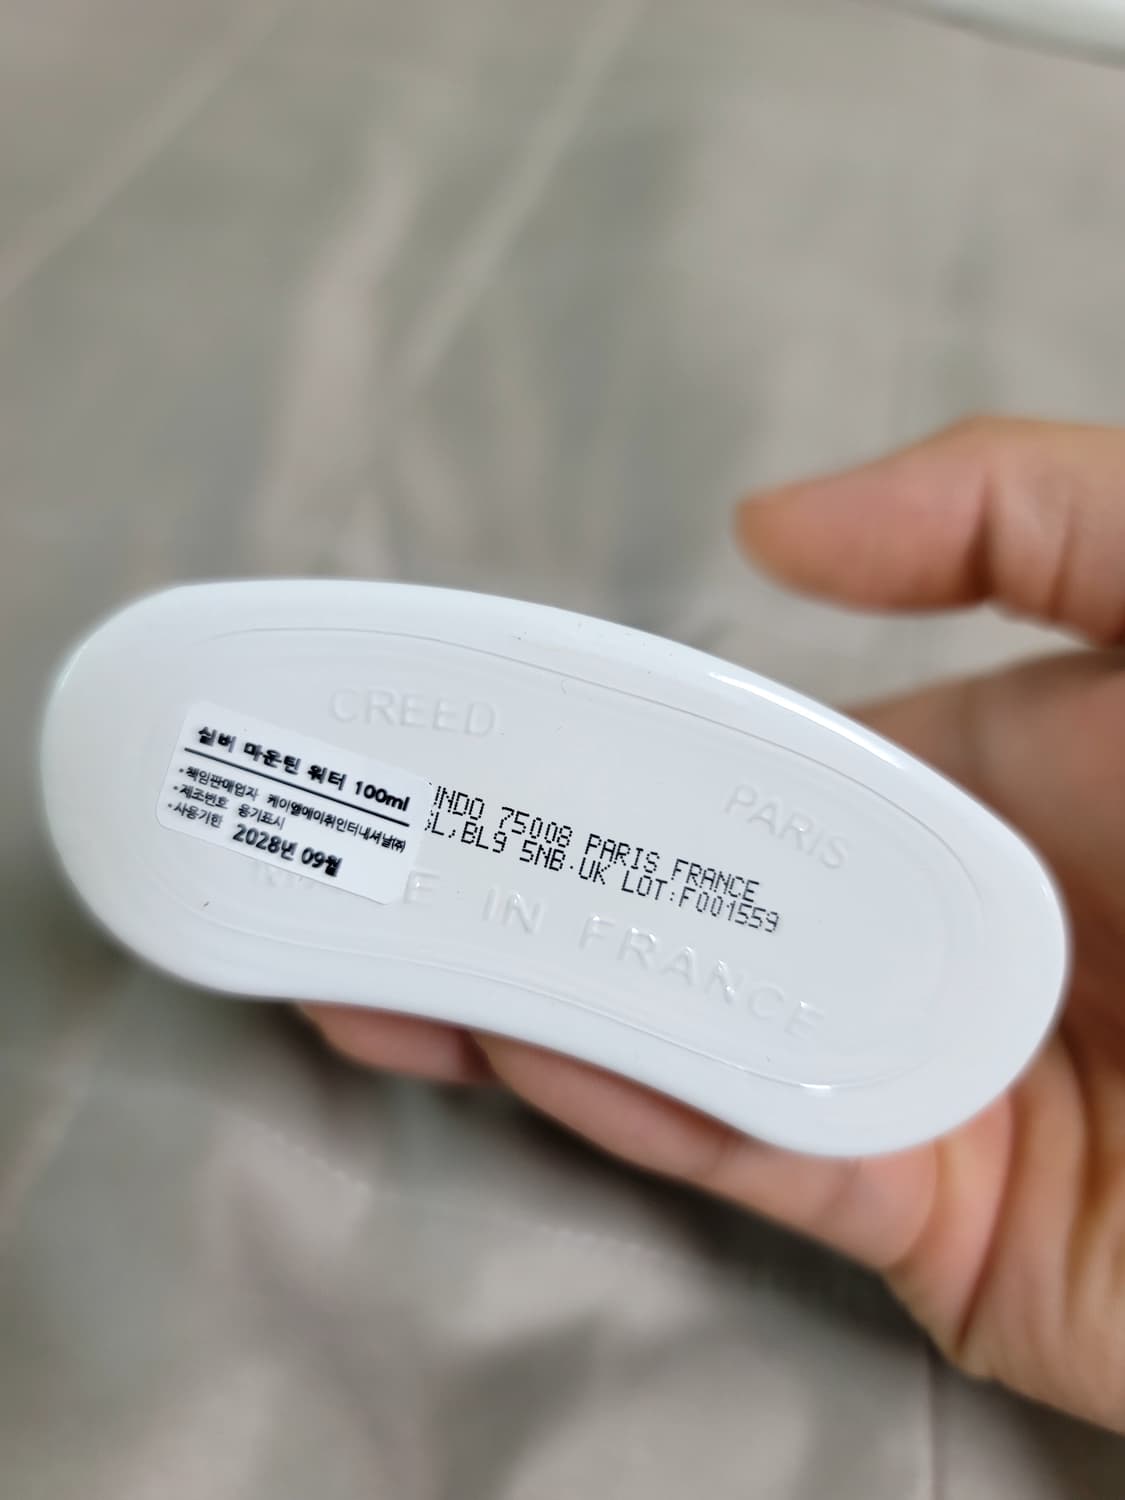 CREED
PARIS
실버 마운틴 워터 100ml
• 책임판매업자 케이엘에이취인터내셔날㈜
• 제조번호 용기표시
• 사용기한 2028년 09월
75008 PARIS FRANCE
BL9 5NB·UK LOT:F001559
IN FRANCE